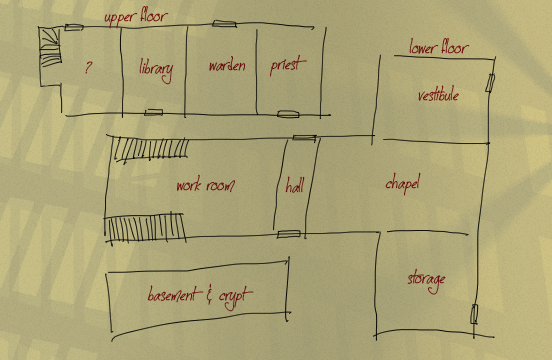 upper floor
? library warden priest
lower floor
vestibule
work room hall chapel
basement & crypt
storage